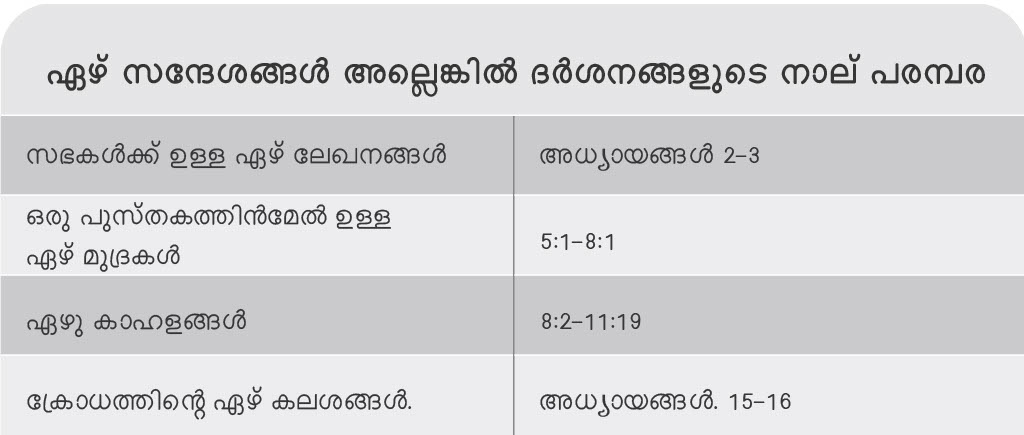 ഏഴ് സന്ദേശങ്ങൾ അല്ലെങ്കിൽ ദർശനങ്ങളുടെ നാല് പരമ്പര
സഭകൾക്ക് ഉള്ള ഏഴ് ലേഖനങ്ങൾ
അധ്യായങ്ങൾ 2–3
ഒരു പുസ്തകത്തിൻമേൽ ഉള്ള
ഏഴ് മുദ്രകൾ
5:1–8:1
ഏഴു കാഹളങ്ങൾ
8:2–11:19
ക്രോധത്തിന്റെ ഏഴ് കലശങ്ങൾ.
അധ്യായങ്ങൾ. 15–16